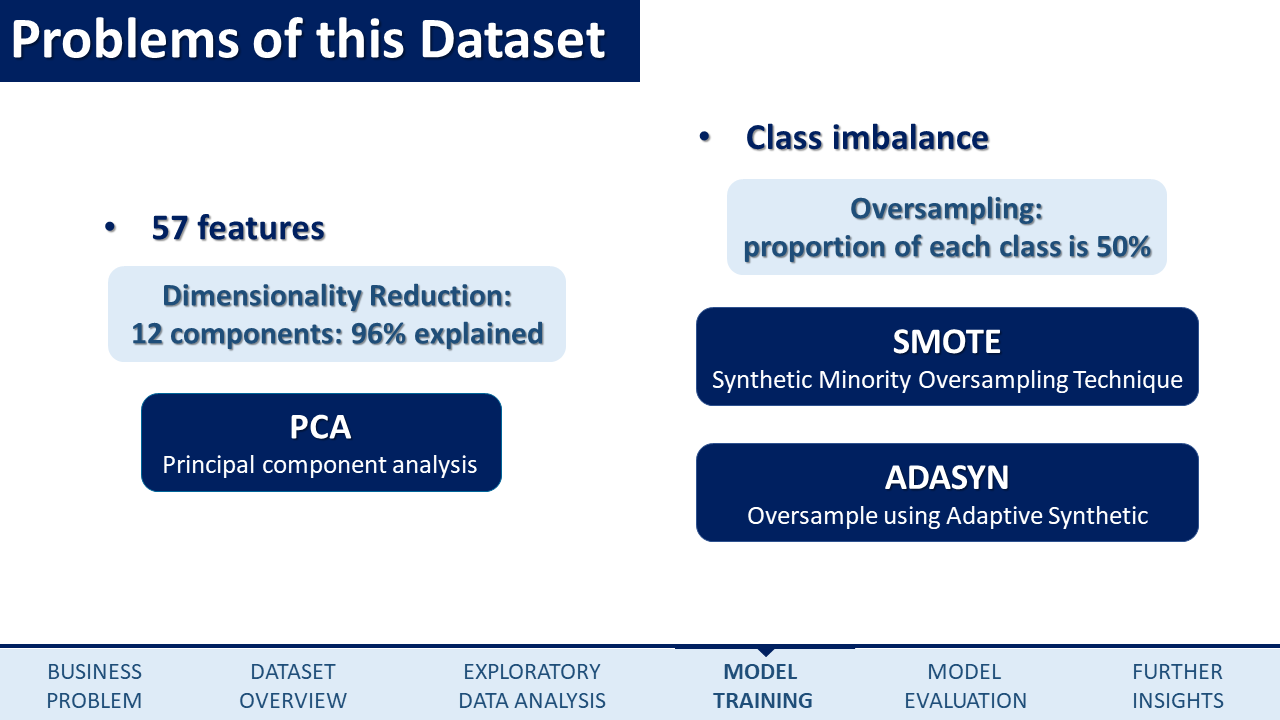 Problems of this Dataset
• 57 features
Dimensionality Reduction:
12 components: 96% explained
PCA
Principal component analysis
• Class imbalance
Oversampling:
proportion of each class is 50%
SMOTE
Synthetic Minority Oversampling Technique
ADASYN
Oversample using Adaptive Synthetic
BUSINESS
PROBLEM
DATASET
OVERVIEW
EXPLORATORY
DATA ANALYSIS
MODEL
TRAINING
MODEL
EVALUATION
FURTHER
INSIGHTS